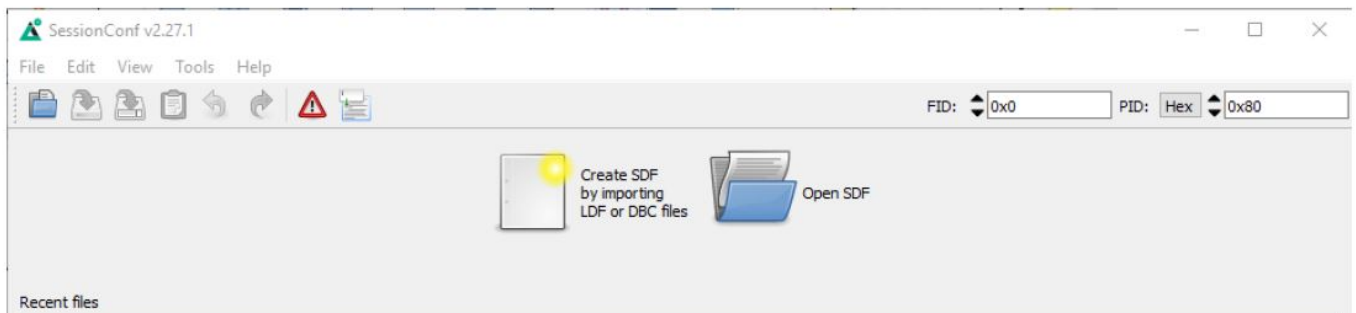 SessionConf v2.27.1
File Edit View Tools Help
FID: 0x0 PID: Hex 0x80
Create SDF
by importing
LDF or DBC files
Open SDF
Recent files